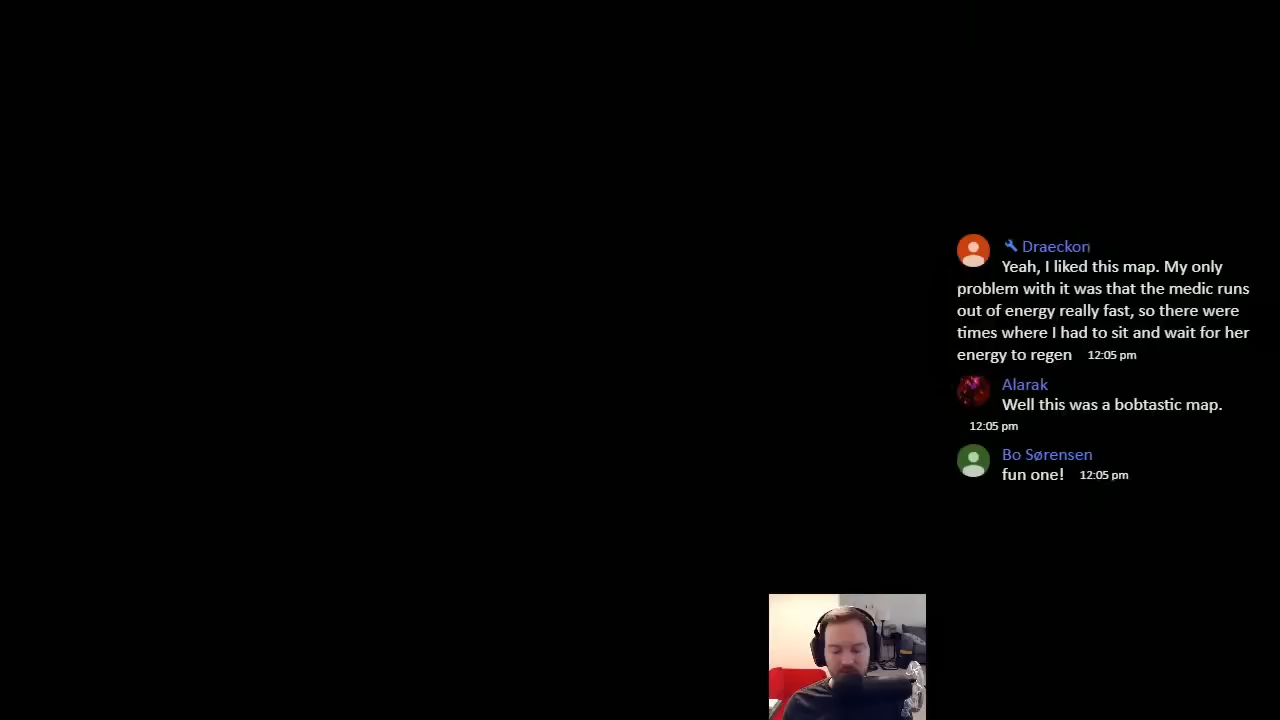 Draeckon
Yeah, I liked this map. My only
problem with it was that the medic runs
out of energy really fast, so there were
times where I had to sit and wait for her
energy to regen 12:05 pm
Alarak
Well this was a bobtastic map.
12:05 pm
Bo Sørensen
fun one! 12:05 pm